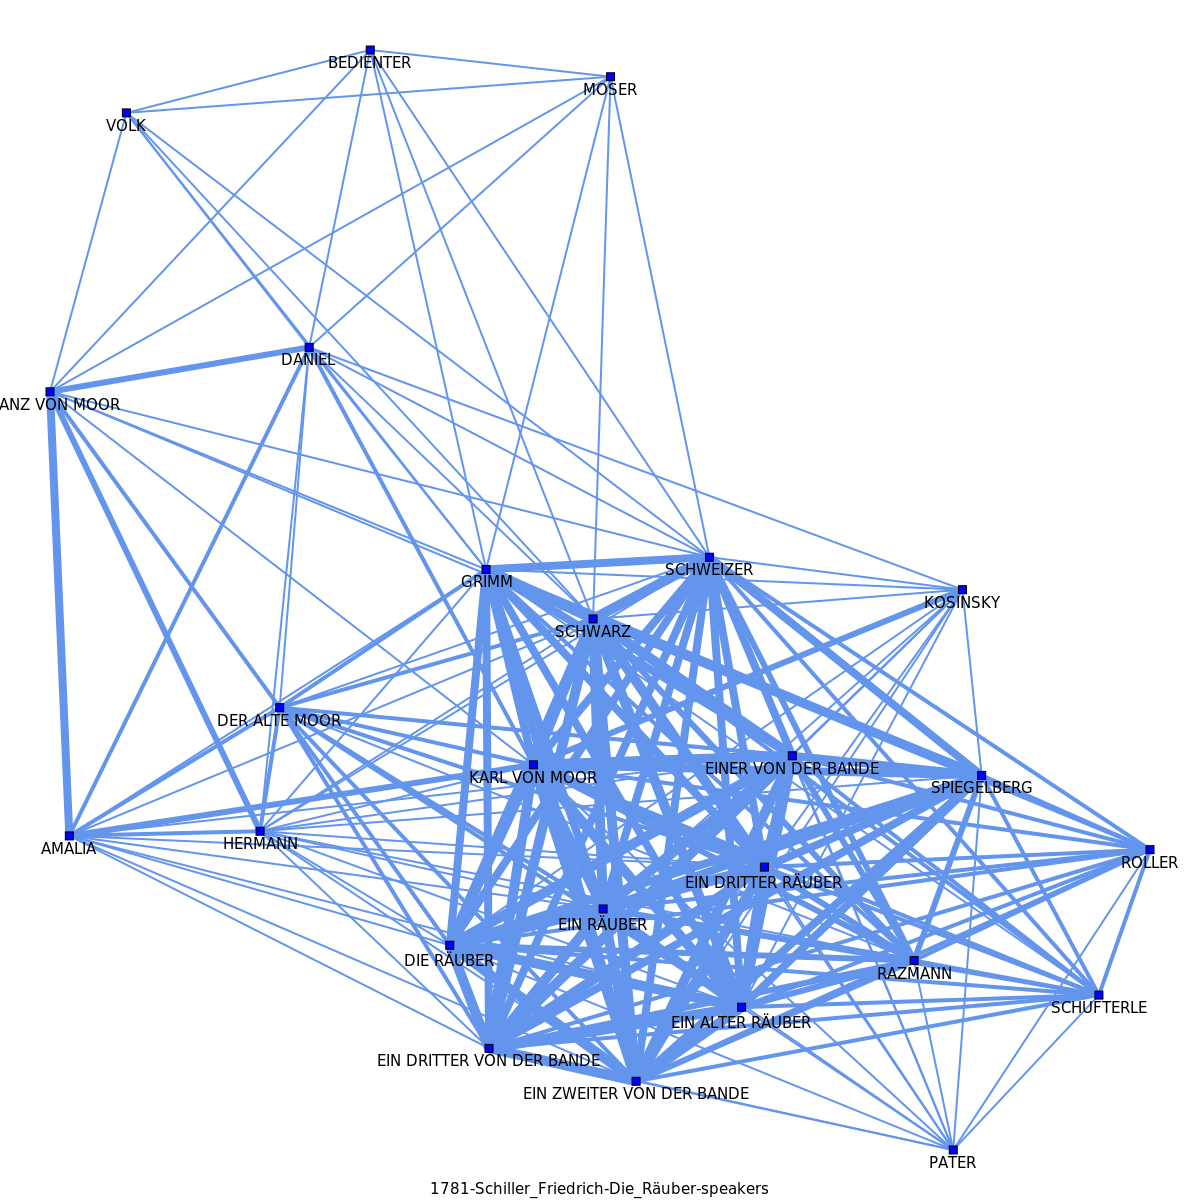 BEDIENTER
MOSER
VOLK
DANIEL
ANZ VON MOOR
GRIMM
SCHWEIZER
KOSINSKY
SCHWARZ
DER ALTE MOOR
KARL VON MOOR
EINER VON DER BANDE
SPIEGELBERG
AMALIA
HERMANN
ROLLER
EIN DRITTER RÄUBER
EIN RÄUBER
DIE RÄUBER
RAZMANN
SCHUFTERLE
EIN ALTER RÄUBER
EIN DRITTER VON DER BANDE
EIN ZWEITER VON DER BANDE
PATER
1781-Schiller_Friedrich-Die_Räuber-speakers